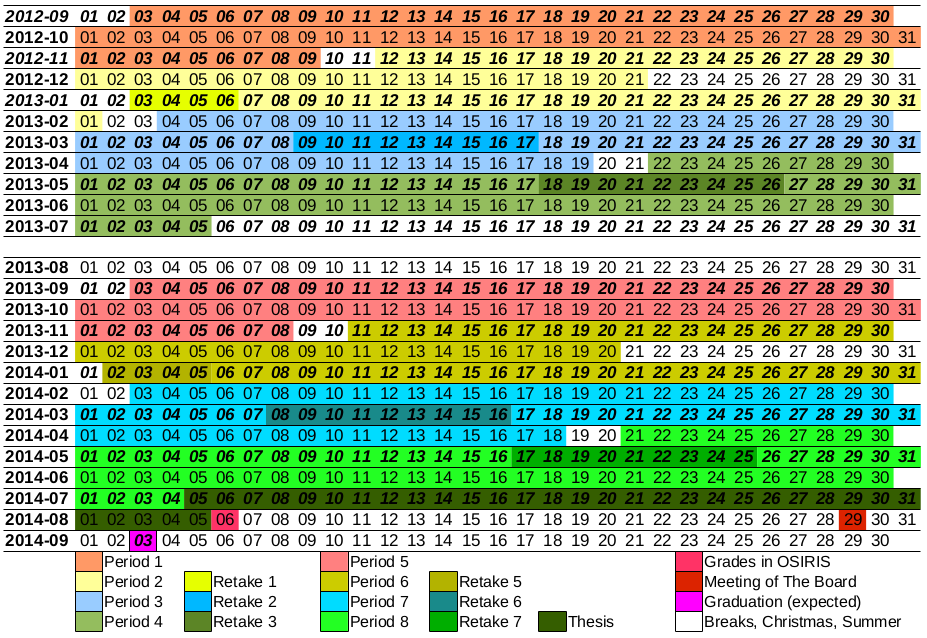 2012-09 01 02 03 04 05 06 07 08 09 10 11 12 13 14 15 16 17 18 19 20 21 22 23 24 25 26 27 28 29 30
2012-10 01 02 03 04 05 06 07 08 09 10 11 12 13 14 15 16 17 18 19 20 21 22 23 24 25 26 27 28 29 30 31
2012-11 01 02 03 04 05 06 07 08 09 10 11 12 13 14 15 16 17 18 19 20 21 22 23 24 25 26 27 28 29 30
2012-12 01 02 03 04 05 06 07 08 09 10 11 12 13 14 15 16 17 18 19 20 21 22 23 24 25 26 27 28 29 30 31
2013-01 01 02 03 04 05 06 07 08 09 10 11 12 13 14 15 16 17 18 19 20 21 22 23 24 25 26 27 28 29 30 31
2013-02 01 02 03 04 05 06 07 08 09 10 11 12 13 14 15 16 17 18 19 20 21 22 23 24 25 26 27 28 29 30
2013-03 01 02 03 04 05 06 07 08 09 10 11 12 13 14 15 16 17 18 19 20 21 22 23 24 25 26 27 28 29 30 31
2013-04 01 02 03 04 05 06 07 08 09 10 11 12 13 14 15 16 17 18 19 20 21 22 23 24 25 26 27 28 29 30
2013-05 01 02 03 04 05 06 07 08 09 10 11 12 13 14 15 16 17 18 19 20 21 22 23 24 25 26 27 28 29 30 31
2013-06 01 02 03 04 05 06 07 08 09 10 11 12 13 14 15 16 17 18 19 20 21 22 23 24 25 26 27 28 29 30
2013-07 01 02 03 04 05 06 07 08 09 10 11 12 13 14 15 16 17 18 19 20 21 22 23 24 25 26 27 28 29 30 31
2013-08 01 02 03 04 05 06 07 08 09 10 11 12 13 14 15 16 17 18 19 20 21 22 23 24 25 26 27 28 29 30 31
2013-09 01 02 03 04 05 06 07 08 09 10 11 12 13 14 15 16 17 18 19 20 21 22 23 24 25 26 27 28 29 30
2013-10 01 02 03 04 05 06 07 08 09 10 11 12 13 14 15 16 17 18 19 20 21 22 23 24 25 26 27 28 29 30 31
2013-11 01 02 03 04 05 06 07 08 09 10 11 12 13 14 15 16 17 18 19 20 21 22 23 24 25 26 27 28 29 30
2013-12 01 02 03 04 05 06 07 08 09 10 11 12 13 14 15 16 17 18 19 20 21 22 23 24 25 26 27 28 29 30 31
2014-01 01 02 03 04 05 06 07 08 09 10 11 12 13 14 15 16 17 18 19 20 21 22 23 24 25 26 27 28 29 30 31
2014-02 01 02 03 04 05 06 07 08 09 10 11 12 13 14 15 16 17 18 19 20 21 22 23 24 25 26 27 28 29 30
2014-03 01 02 03 04 05 06 07 08 09 10 11 12 13 14 15 16 17 18 19 20 21 22 23 24 25 26 27 28 29 30 31
2014-04 01 02 03 04 05 06 07 08 09 10 11 12 13 14 15 16 17 18 19 20 21 22 23 24 25 26 27 28 29 30
2014-05 01 02 03 04 05 06 07 08 09 10 11 12 13 14 15 16 17 18 19 20 21 22 23 24 25 26 27 28 29 30 31
2014-06 01 02 03 04 05 06 07 08 09 10 11 12 13 14 15 16 17 18 19 20 21 22 23 24 25 26 27 28 29 30
2014-07 01 02 03 04 05 06 07 08 09 10 11 12 13 14 15 16 17 18 19 20 21 22 23 24 25 26 27 28 29 30 31
2014-08 01 02 03 04 05 06 07 08 09 10 11 12 13 14 15 16 17 18 19 20 21 22 23 24 25 26 27 28 29 30 31
2014-09 01 02 03 04 05 06 07 08 09 10 11 12 13 14 15 16 17 18 19 20 21 22 23 24 25 26 27 28 29 30
Period 1 Period 5 Grades in OSIRIS
Period 2 Retake 1 Period 6 Retake 5 Meeting of The Board
Period 3 Retake 2 Period 7 Retake 6 Graduation (expected)
Period 4 Retake 3 Period 8 Retake 7 Thesis Breaks, Christmas, Summer